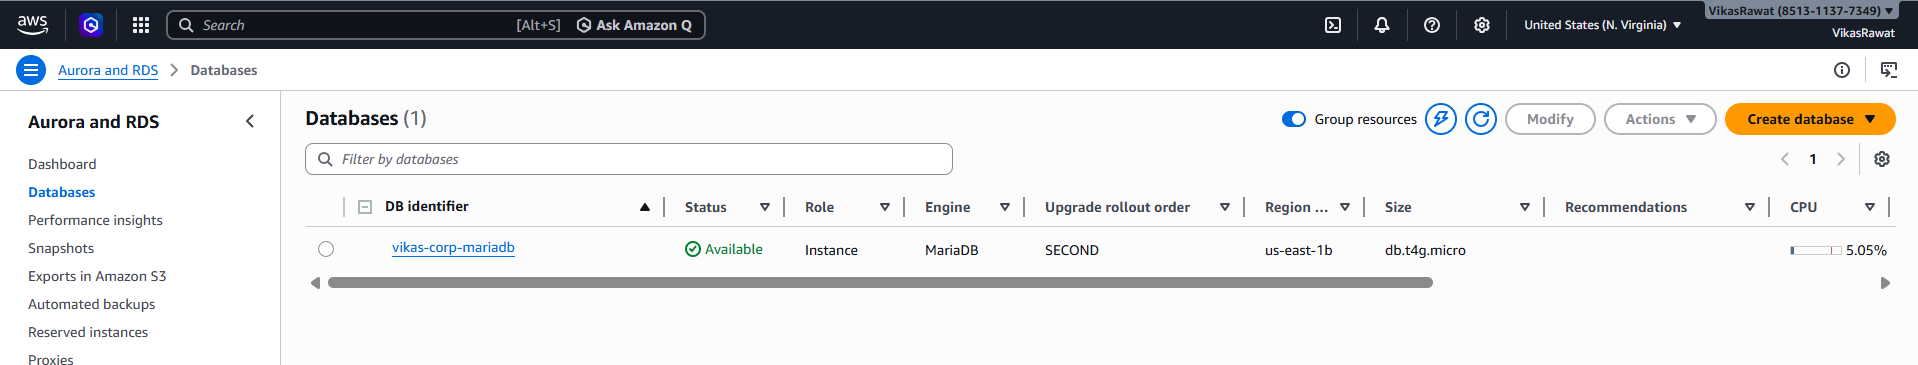 aws
Search [Alt+S] Ask Amazon Q
United States (N. Virginia) ▼
VikasRawat (8513-1137-7349) ▼
VikasRawat
Aurora and RDS > Databases
Aurora and RDS
Dashboard
Databases
Performance insights
Snapshots
Exports in Amazon S3
Automated backups
Reserved instances
Proxies
Databases (1)
Group resources Modify Actions ▼ Create database ▼
Filter by databases
1
DB identifier Status Role Engine Upgrade rollout order Region ... Size Recommendations CPU
vikas-corp-mariadb Available Instance MariaDB SECOND us-east-1b db.t4g.micro 5.05%